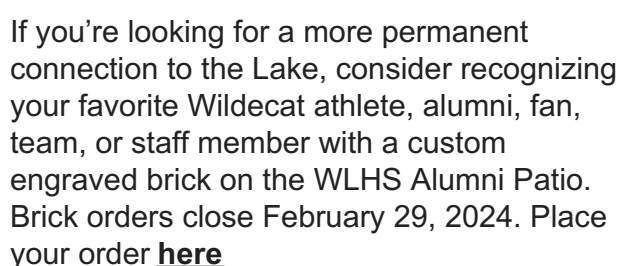 If you’re looking for a more permanent
connection to the Lake, consider recognizing
your favorite Wildecat athlete, alumni, fan,
team, or staff member with a custom
engraved brick on the WLHS Alumni Patio.
Brick orders close February 29, 2024. Place
your order here